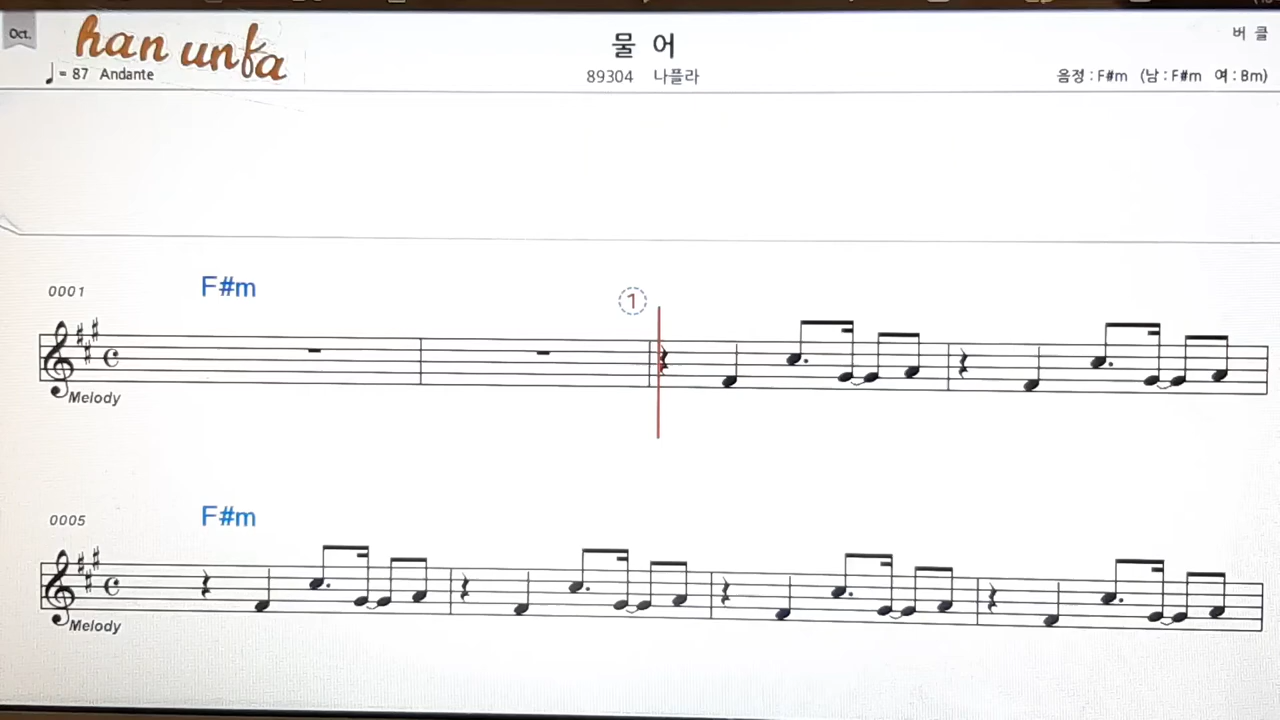 Oct.
han unfa
물 어
버 클
♩= 87 Andante
89304 나플라
음정 : F#m (남 : F#m 여 : Bm)
0001
F#m
1
Melody
0005
F#m
Melody